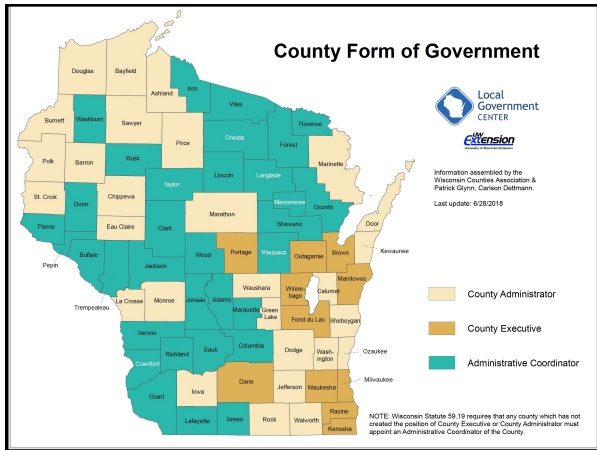 County Form of Government
Douglas
Bayfield
Ashland
Iron
Vilas
Burnett
Washburn
Sawyer
Price
Oneida
Florence
Forest
Polk
Barron
Rusk
Lincoln
Langlade
Marinette
Taylor
Menominee
Oconto
St. Croix
Dunn
Chippewa
Marathon
Shawano
Door
Pierce
Eau Claire
Clark
Pepin
Buffalo
Jackson
Wood
Portage
Waupaca
Outagamie
Brown
Kewaunee
Trempealeau
La Crosse
Monroe
Juneau
Adams
Waushara
Winne-
bago
Calumet
Manitowoc
Marquette
Green
Lake
Fond du Lac
Sheboygan
Vernon
Crawford
Richland
Sauk
Columbia
Dodge
Wash-
ington
Ozaukee
Grant
Iowa
Dane
Jefferson
Waukesha
Milwaukee
Lafayette
Green
Rock
Walworth
Racine
Kenosha
Local
Government
CENTER
UW
Extension
University of Wisconsin-Extension
Information assembled by the
Wisconsin Counties Association &
Patrick Glynn, Carlson Dettmann.
Last update: 6/28/2018
County Administrator
County Executive
Administrative Coordinator
NOTE: Wisconsin Statute 59.19 requires that any county which has not
created the position of County Executive or County Administrator must
appoint an Administrative Coordinator of the County.